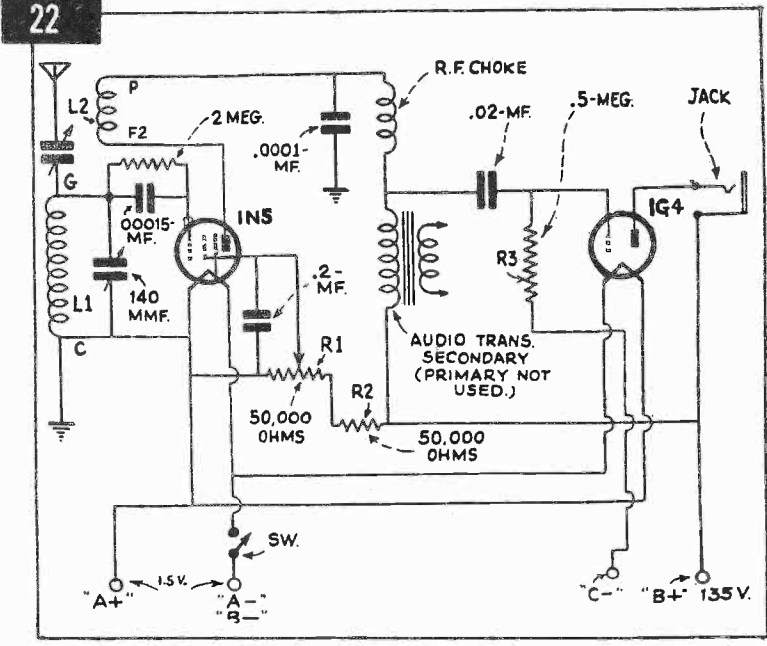 22
P
R.F. CHOKE
L2
2 MEG.
.02-MF.
.5-MEG.
JACK
F2
.0001-
MF.
G
1N5
1G4
.00015-
MF.
L1
140
MMF.
.2-
MF.
R3
C
R1
AUDIO TRANS.
SECONDARY
(PRIMARY NOT
USED.)
R2
50,000
OHMS
50,000
OHMS
SW.
1.5 V.
"A+"
"A-"
"B-"
"C-"
"B+" 135 V.